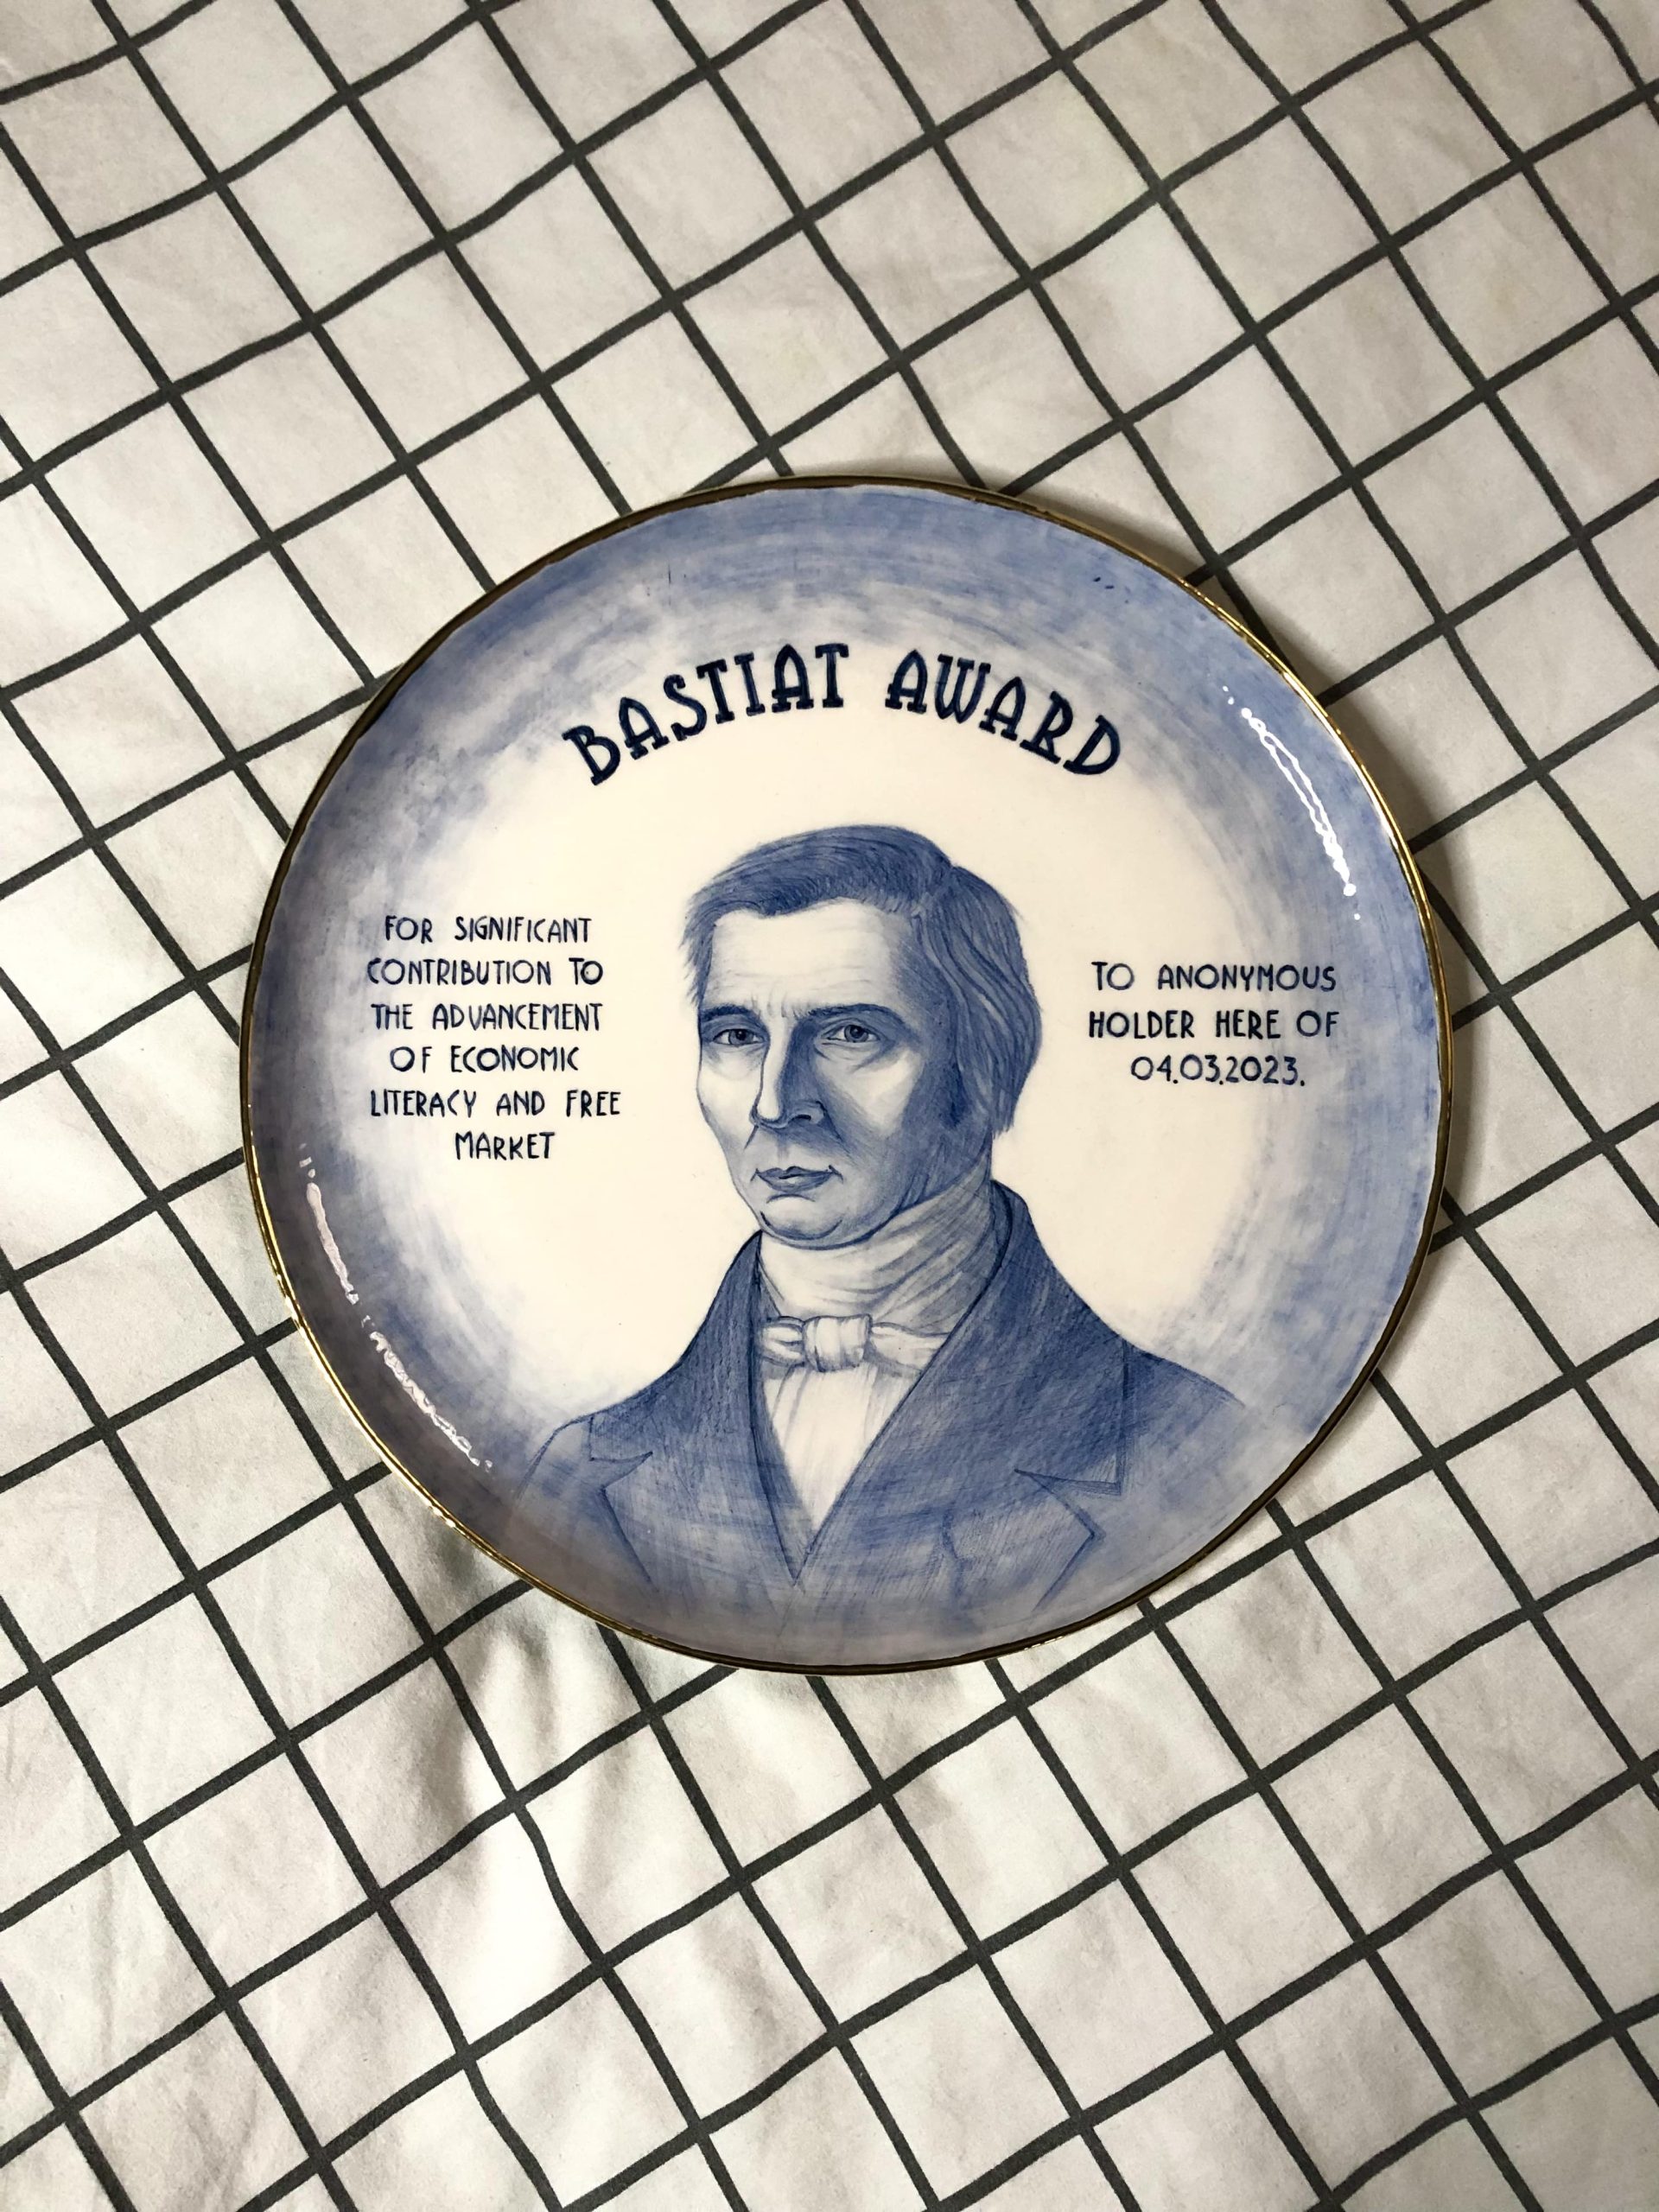 BASTIAT AWARD
FOR SIGNIFICANT
CONTRIBUTION TO
THE ADVANCEMENT
OF ECONOMIC
LITERACY AND FREE
MARKET
TO ANONYMOUS
HOLDER HERE OF
04.03.2023.